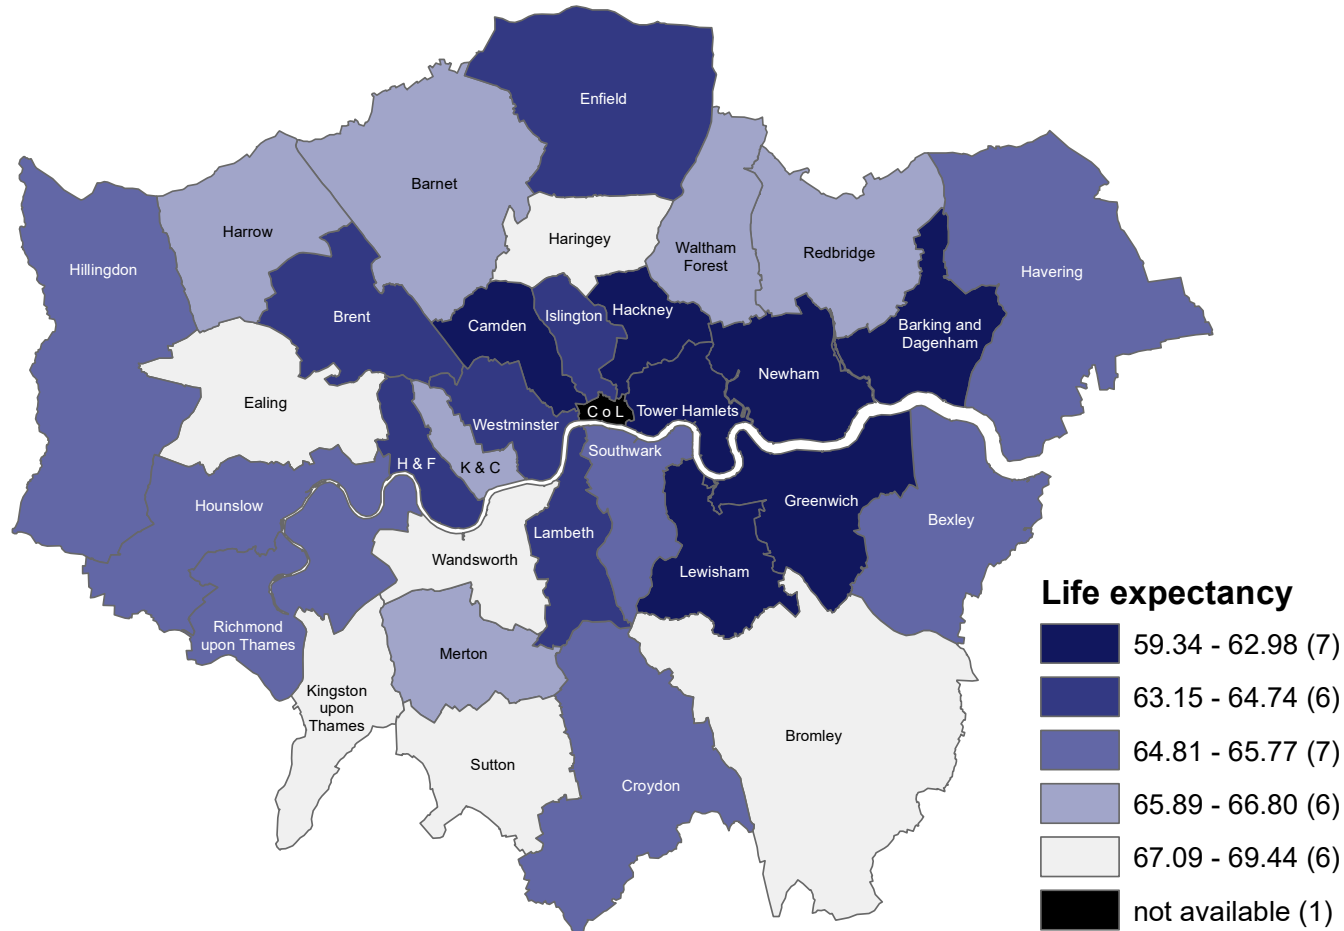 Enfield
Barnet
Harrow
Haringey
Waltham
Forest
Redbridge
Hillingdon
Havering
Brent
Camden
Islington
Hackney
Barking and
Dagenham
Newham
Ealing
Westminster
C o L
Tower Hamlets
Southwark
H & F
K & C
Hounslow
Greenwich
Bexley
Lambeth
Wandsworth
Lewisham
Richmond
upon Thames
Merton
Kingston
upon
Thames
Sutton
Croydon
Bromley
Life expectancy
59.34 - 62.98 (7)
63.15 - 64.74 (6)
64.81 - 65.77 (7)
65.89 - 66.80 (6)
67.09 - 69.44 (6)
not available (1)